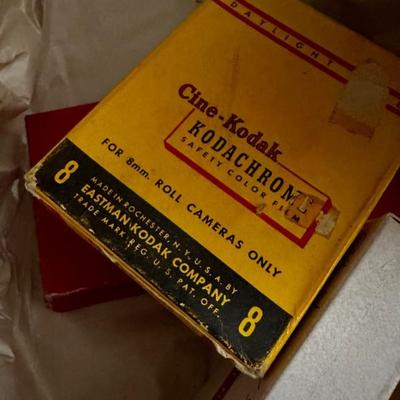 DAYLIGHT
Cine-Kodak
KODACHROME
SAFETY COLOR FILM
FOR 8mm. ROLL CAMERAS ONLY
8 MADE IN ROCHESTER, N. Y., U. S. A. BY
EASTMAN KODAK COMPANY
TRADE MARK REG. U. S. PAT. OFF. 8